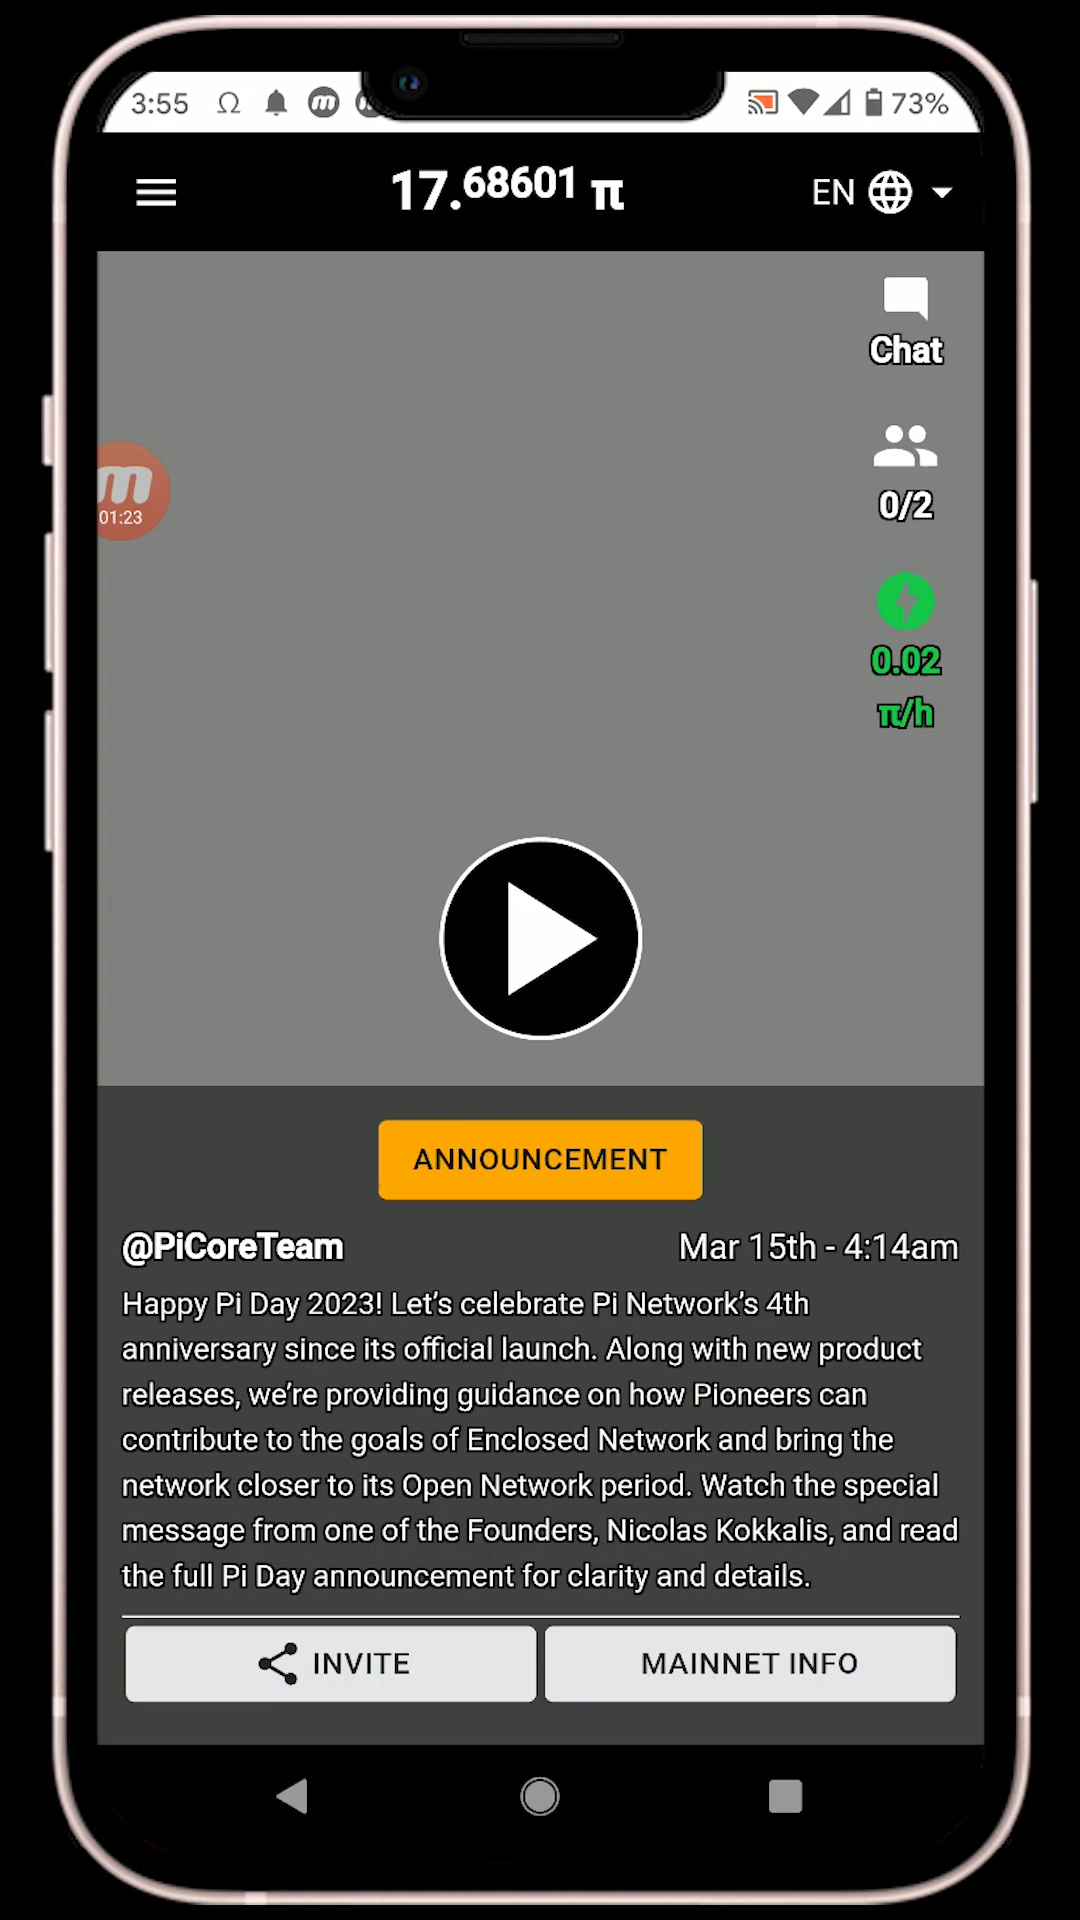 3:55 73%
17.68601 π EN
Chat
0/2
m
01:23
0.02
π/h
ANNOUNCEMENT
@PiCoreTeam Mar 15th - 4:14am
Happy Pi Day 2023! Let’s celebrate Pi Network’s 4th
anniversary since its official launch. Along with new product
releases, we’re providing guidance on how Pioneers can
contribute to the goals of Enclosed Network and bring the
network closer to its Open Network period. Watch the special
message from one of the Founders, Nicolas Kokkalis, and read
the full Pi Day announcement for clarity and details.
INVITE MAINNET INFO